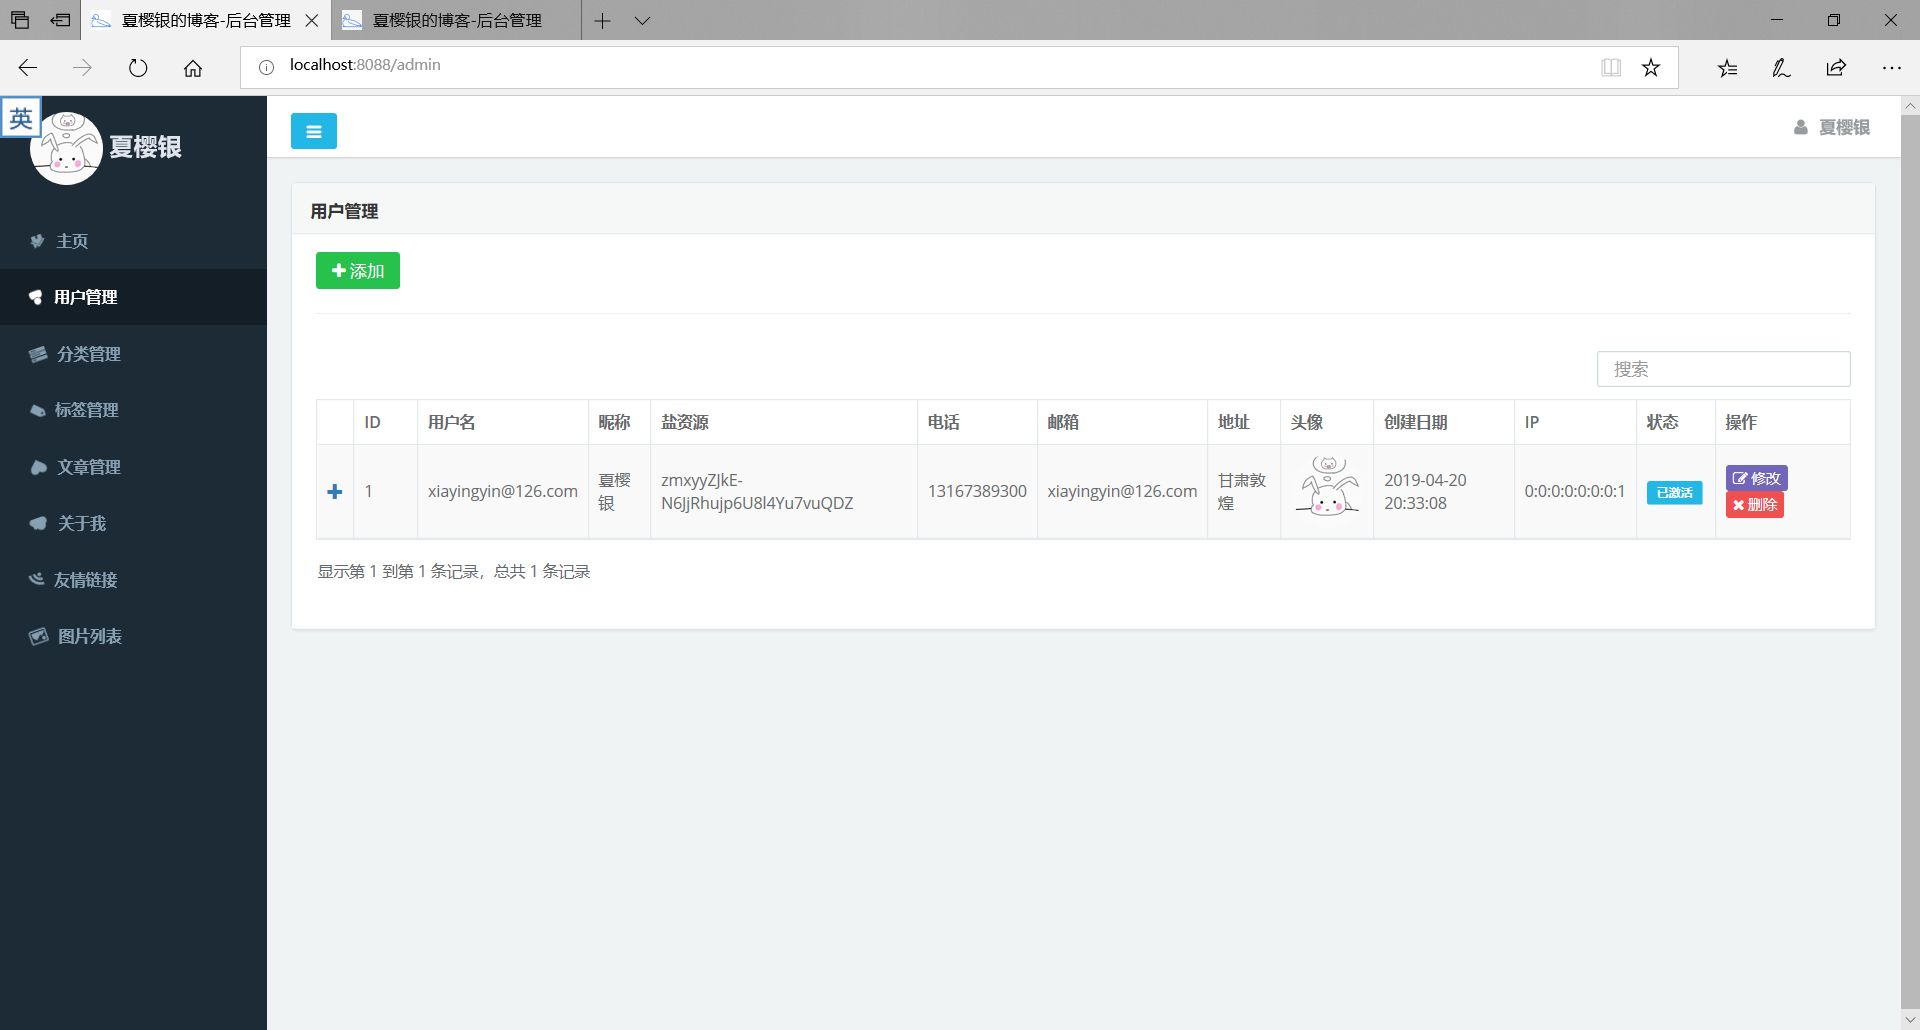 夏樱银的博客-后台管理
夏樱银的博客-后台管理
localhost:8088/admin
英
夏樱银
夏樱银
主页
用户管理
分类管理
标签管理
文章管理
关于我
友情链接
图片列表
用户管理
添加
搜索
ID 用户名 昵称 盐资源 电话 邮箱 地址 头像 创建日期 IP 状态 操作
1 xiayingyin@126.com 夏樱银 zmxyyZJkE-N6JjRhujp6U8l4Yu7vuQDZ 13167389300 xiayingyin@126.com 甘肃敦煌 2019-04-20 20:33:08 0:0:0:0:0:0:0:1 已激活 修改 删除
显示第 1 到第 1 条记录，总共 1 条记录